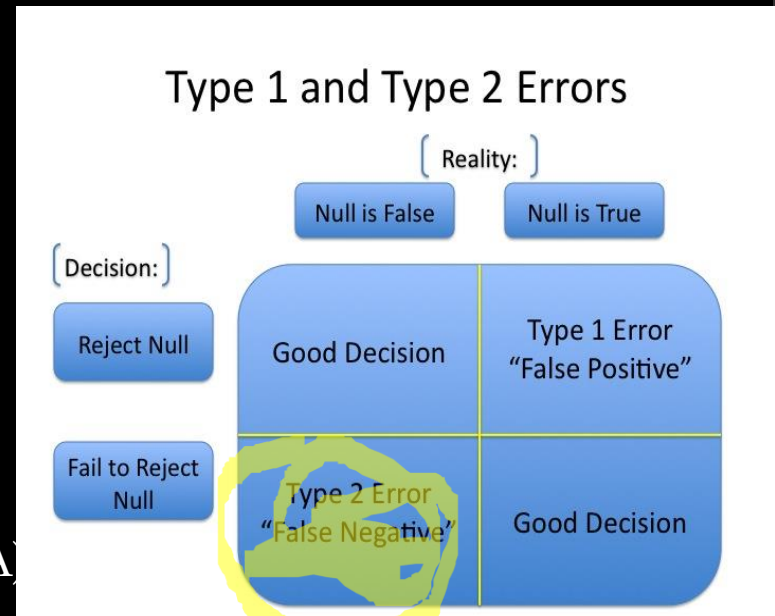 Type 1 and Type 2 Errors
Reality:
Null is False Null is True
Decision:
Reject Null
Good Decision
Type 1 Error
“False Positive”
Fail to Reject
Null
Type 2 Error
“False Negative”
Good Decision